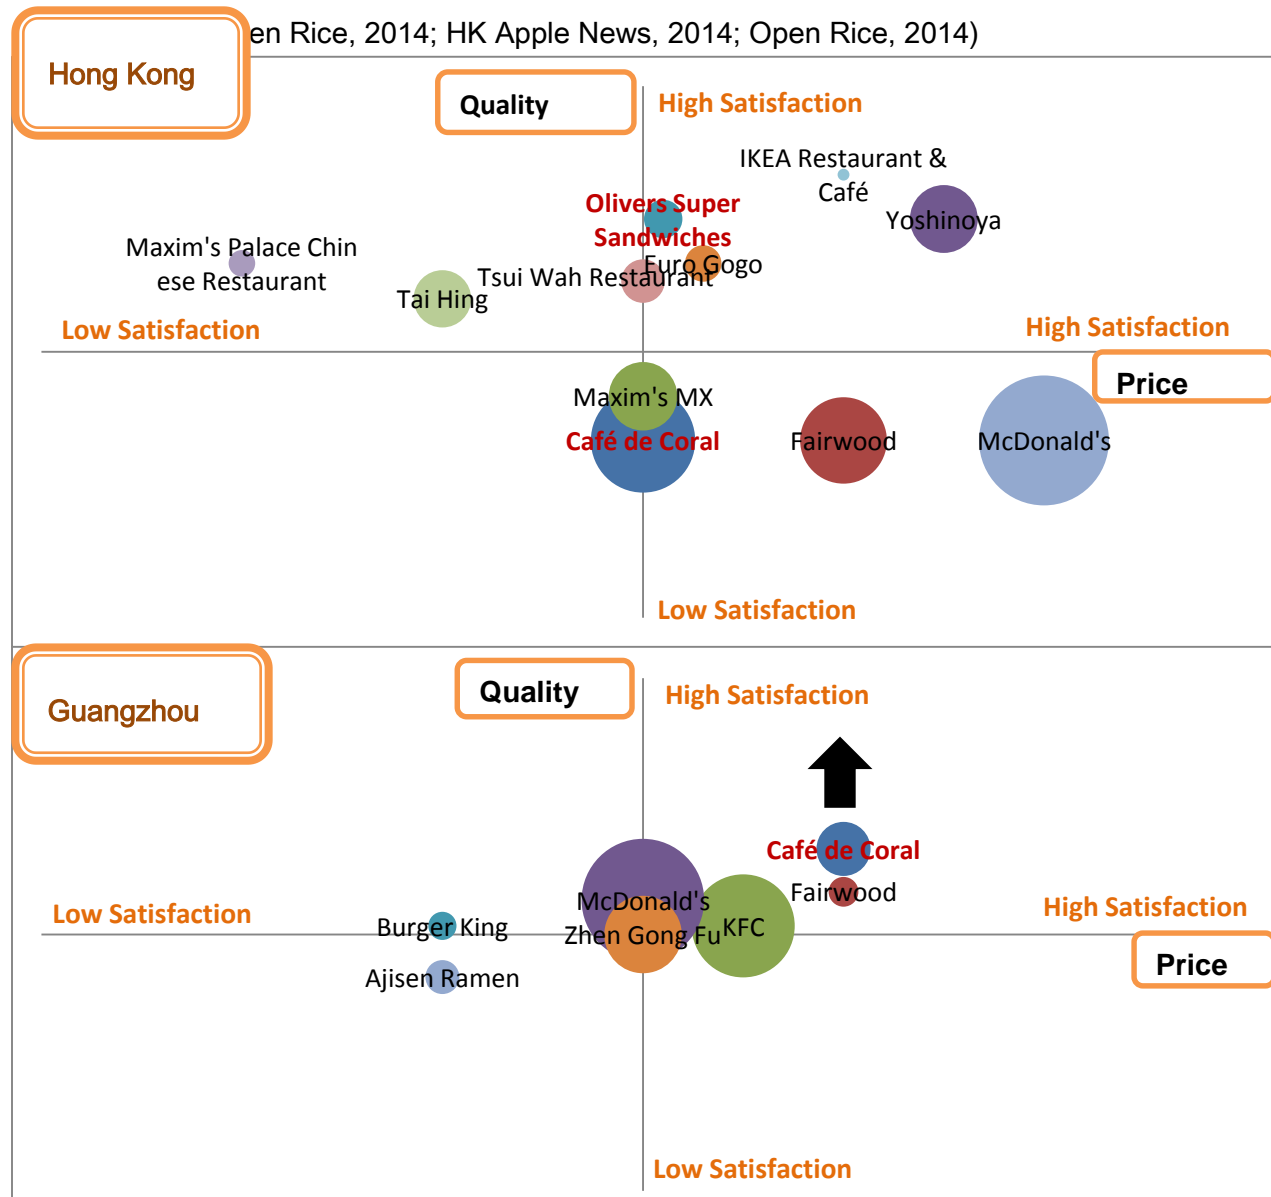 en Rice, 2014; HK Apple News, 2014; Open Rice, 2014)
Hong Kong
Quality
High Satisfaction
IKEA Restaurant &
Café
Olivers Super
Sandwiches
Yoshinoya
Maxim's Palace Chin
ese Restaurant
Euro Gogo
Tsui Wah Restaurant
Tai Hing
Low Satisfaction
High Satisfaction
Price
Maxim's MX
Café de Coral
Fairwood
McDonald's
Low Satisfaction
Guangzhou
Quality
High Satisfaction
Café de Coral
Fairwood
McDonald's
Low Satisfaction
High Satisfaction
Burger King
Zhen Gong Fu
KFC
Price
Ajisen Ramen
Low Satisfaction